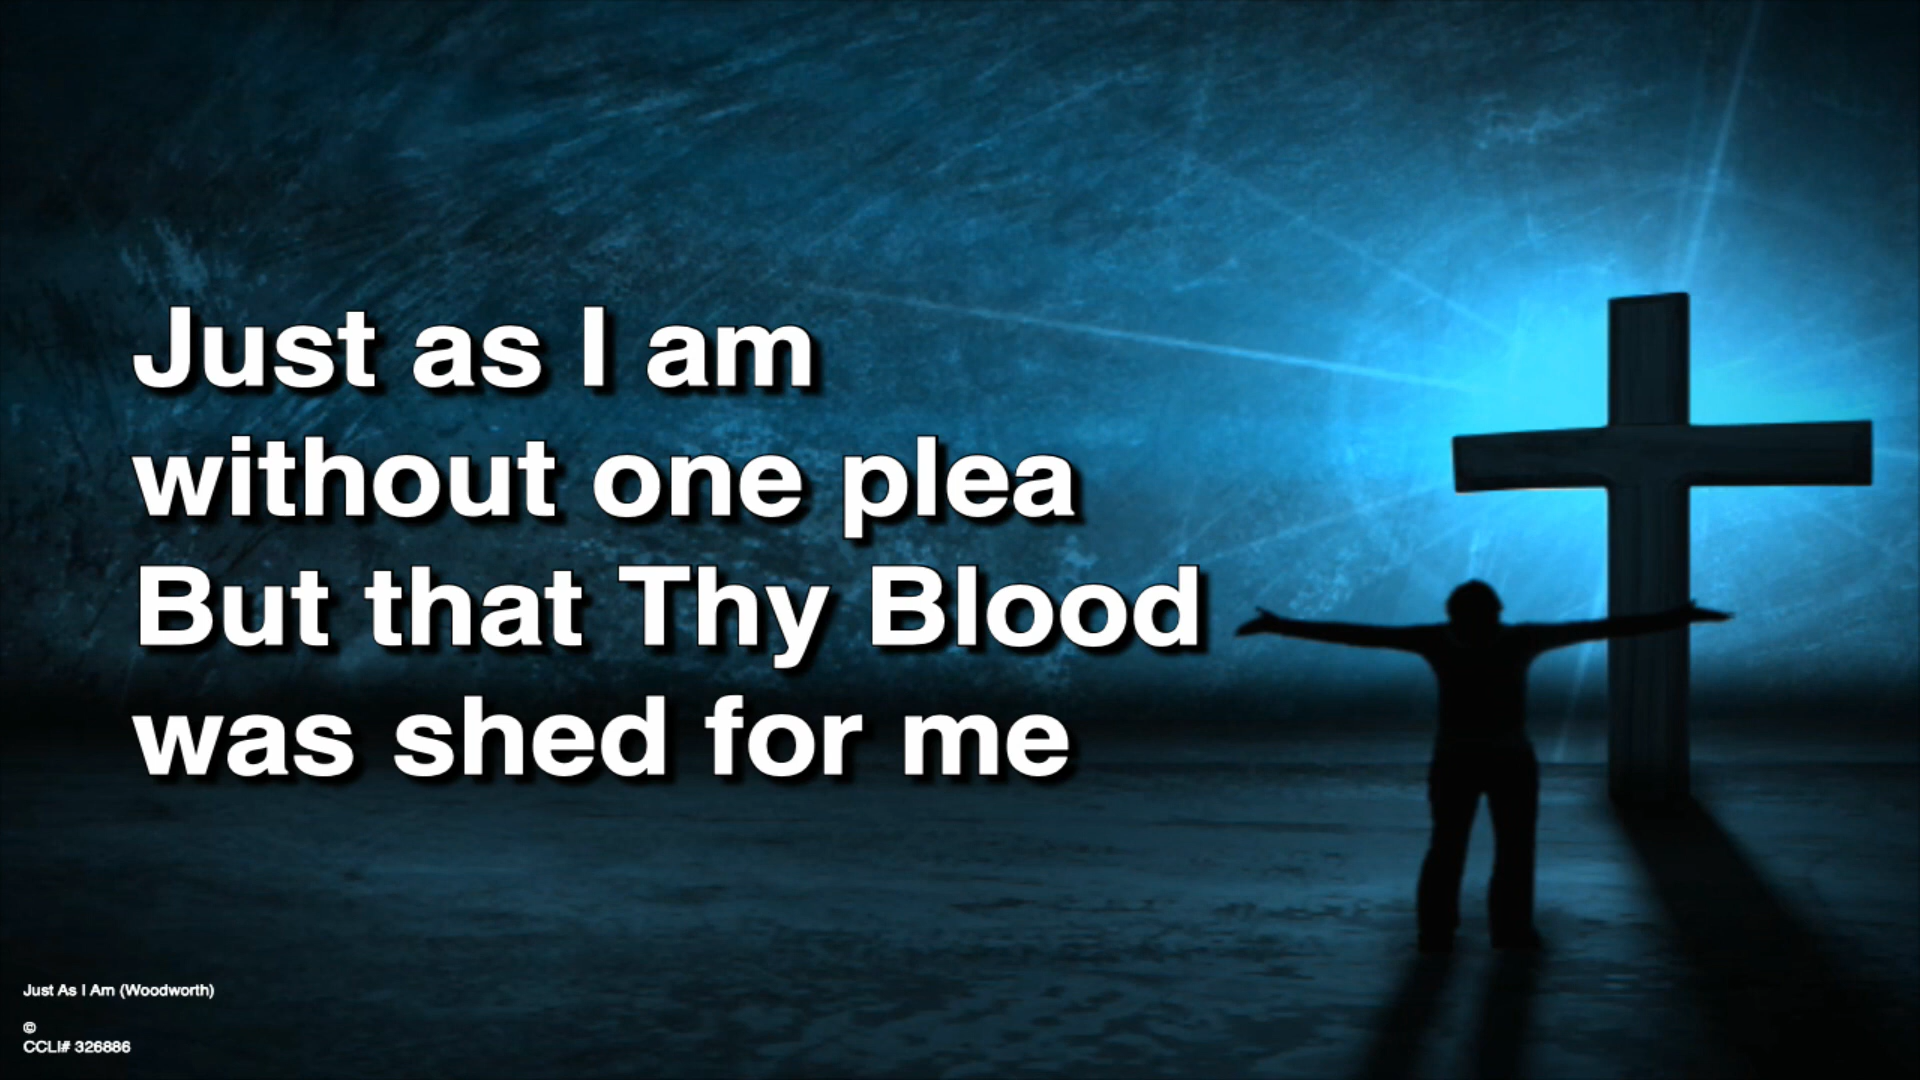 Just as I am
without one plea
But that Thy Blood
was shed for me
Just As I Am (Woodworth)
©
CCLI# 326886